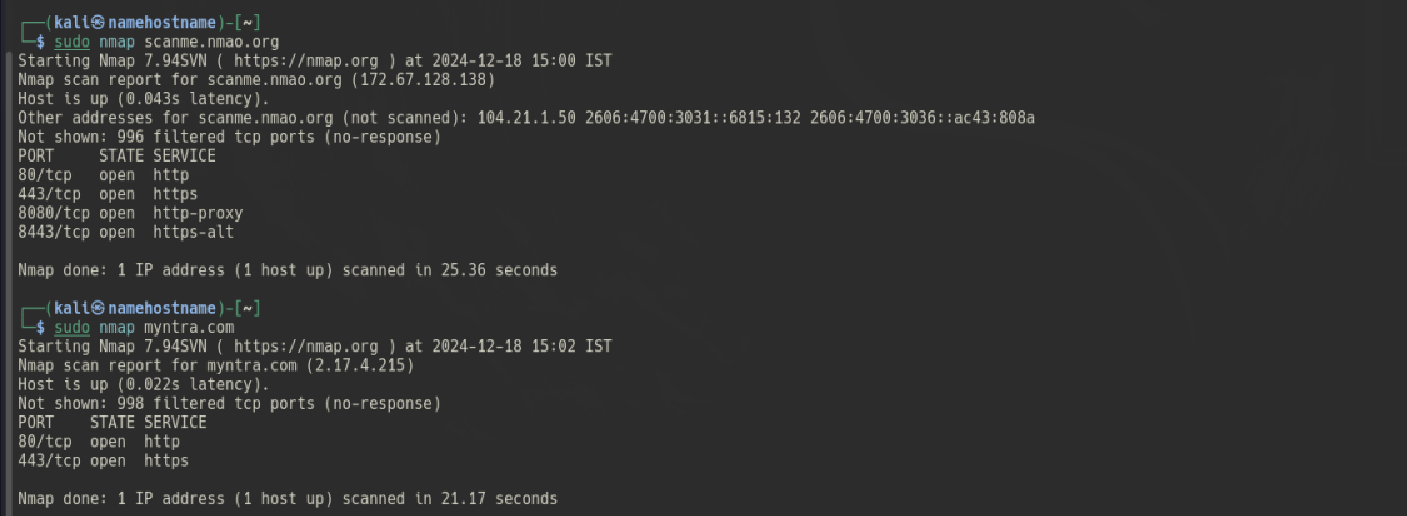 ┌──(kali㉿namehostname)-[~]
└─$ sudo nmap scanme.nmao.org
Starting Nmap 7.94SVN ( https://nmap.org ) at 2024-12-18 15:00 IST
Nmap scan report for scanme.nmao.org (172.67.128.138)
Host is up (0.043s latency).
Other addresses for scanme.nmao.org (not scanned): 104.21.1.50 2606:4700:3031::6815:132 2606:4700:3036::ac43:808a
Not shown: 996 filtered tcp ports (no-response)
PORT     STATE SERVICE
80/tcp   open  http
443/tcp  open  https
8080/tcp open  http-proxy
8443/tcp open  https-alt
Nmap done: 1 IP address (1 host up) scanned in 25.36 seconds
┌──(kali㉿namehostname)-[~]
└─$ sudo nmap myntra.com
Starting Nmap 7.94SVN ( https://nmap.org ) at 2024-12-18 15:02 IST
Nmap scan report for myntra.com (2.17.4.215)
Host is up (0.022s latency).
Not shown: 998 filtered tcp ports (no-response)
PORT    STATE SERVICE
80/tcp  open  http
443/tcp open  https
Nmap done: 1 IP address (1 host up) scanned in 21.17 seconds